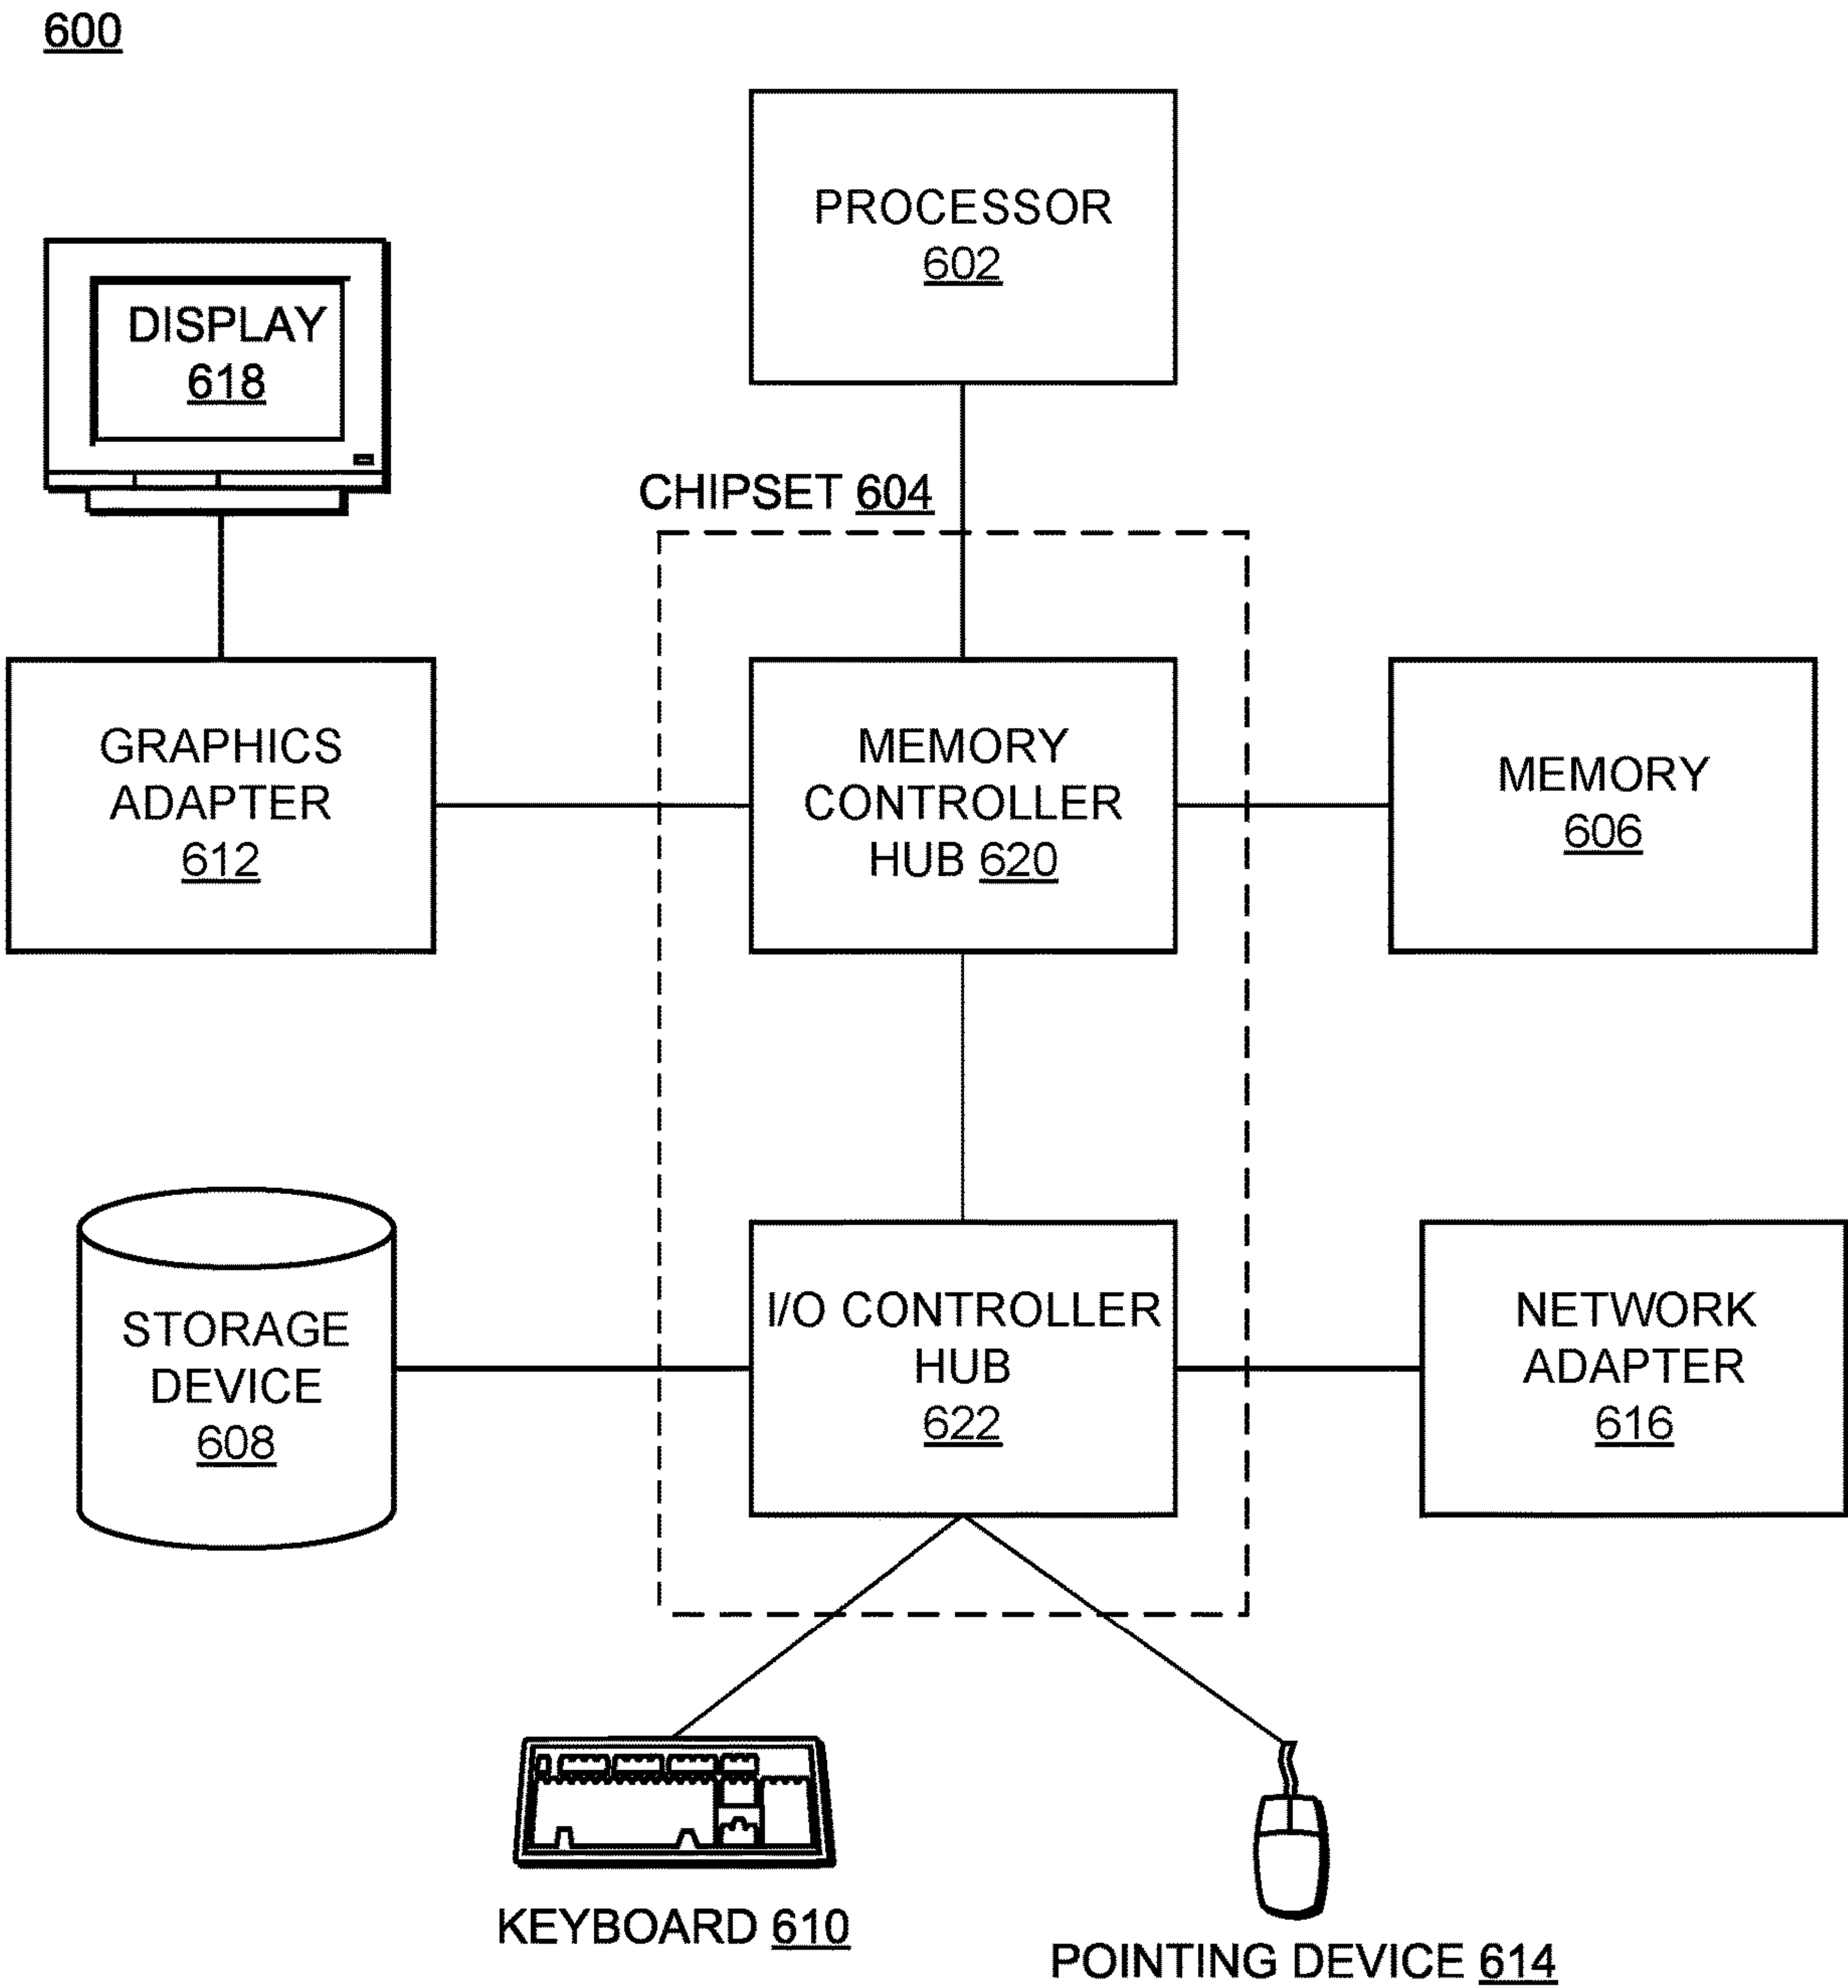 600
PROCESSOR
602
DISPLAY
618
CHIPSET 604
GRAPHICS
ADAPTER
612
MEMORY
CONTROLLER
HUB 620
MEMORY
606
STORAGE
DEVICE
608
I/O CONTROLLER
HUB
622
NETWORK
ADAPTER
616
KEYBOARD 610
POINTING DEVICE 614